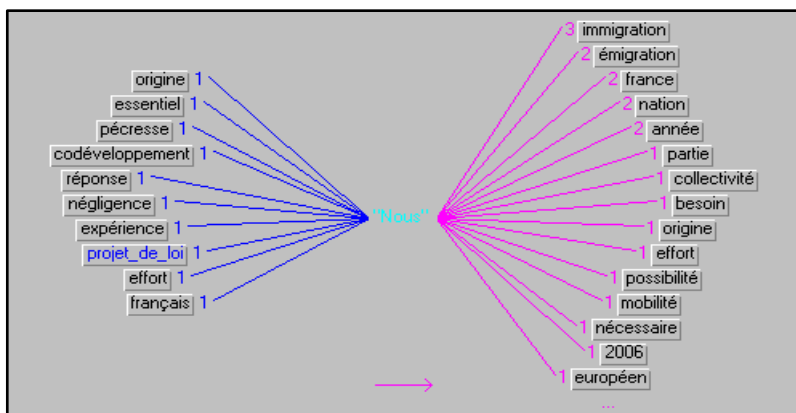 origine 1
essentiel 1
pécresse 1
codéveloppement 1
réponse 1
négligence 1
expérience 1
projet_de_loi 1
effort 1
français 1
"Nous"
3 immigration
2 émigration
2 france
2 nation
2 année
1 partie
1 collectivité
1 besoin
1 origine
1 effort
1 possibilité
1 mobilité
1 nécessaire
1 2006
1 européen
...